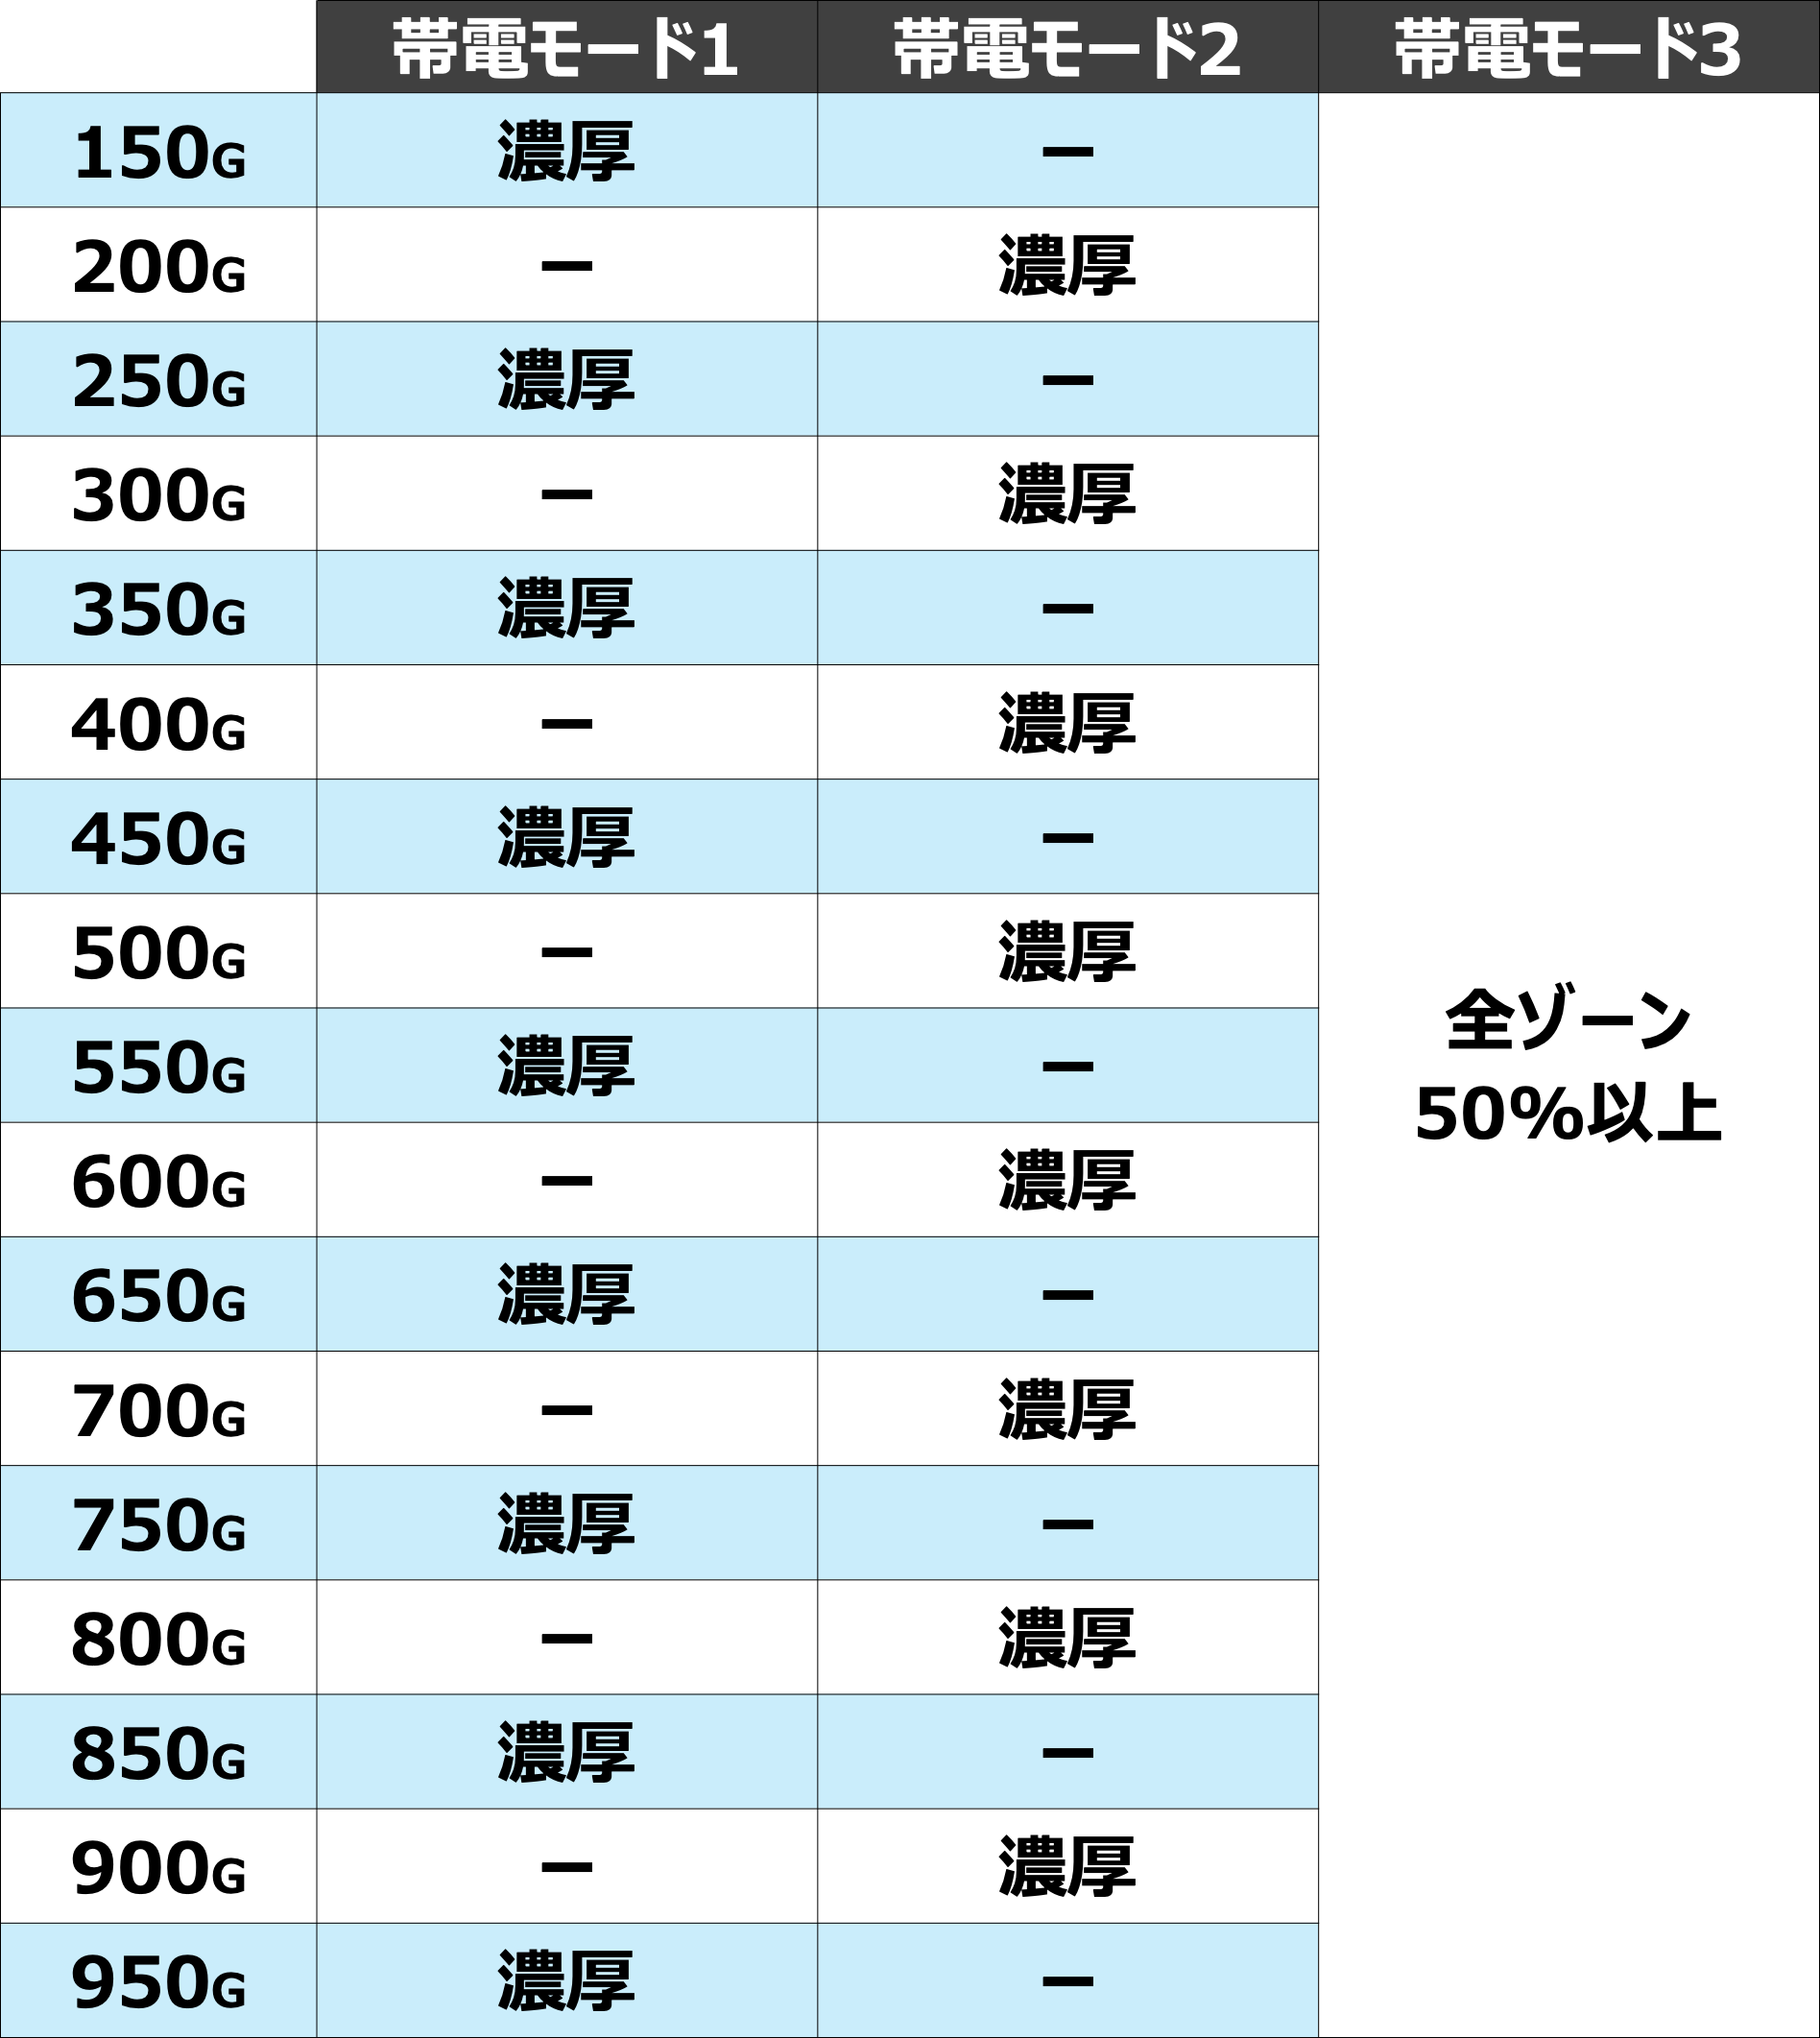 帯電モード1 帯電モード2 帯電モード3
150G 濃厚 ー
200G ー 濃厚
250G 濃厚 ー
300G ー 濃厚
350G 濃厚 ー
400G ー 濃厚
450G 濃厚 ー
500G ー 濃厚
550G 濃厚 ー
600G ー 濃厚
650G 濃厚 ー
700G ー 濃厚
750G 濃厚 ー
800G ー 濃厚
850G 濃厚 ー
900G ー 濃厚
950G 濃厚 ー
全ゾーン
50%以上